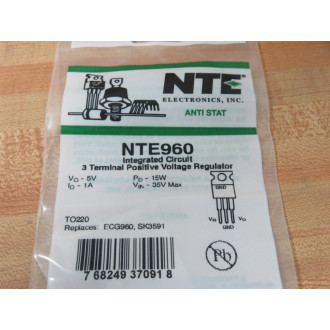 NTE
ELECTRONICS, INC.
ANTI STAT
NTE960
Integrated Circuit
3 Terminal Positive Voltage Regulator
VO - 5V PD - 15W
IO - 1A VIN - 35V Max
GND
VIN VO
GND
TO220
Replaces: ECG960, SK3591
Pb
7 68249 37091 8